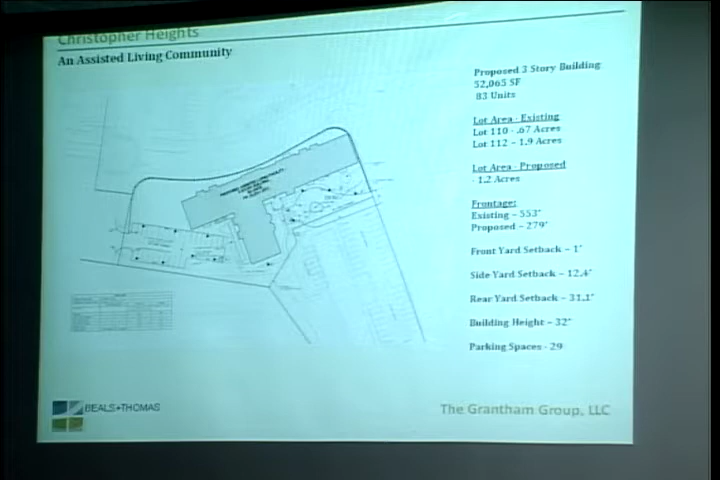 Christopher Heights
An Assisted Living Community
Proposed 3 Story Building
52,065 SF
83 Units
Lot Area - Existing
Lot 110 - .67 Acres
Lot 112 – 1.9 Acres
Lot Area - Proposed
- 1.2 Acres
Frontage:
Existing – 553'
Proposed – 279'
Front Yard Setback – 1'
Side Yard Setback – 12.4'
Rear Yard Setback – 31.1'
Building Height – 32'
Parking Spaces - 29
BEALS+THOMAS
The Grantham Group, LLC